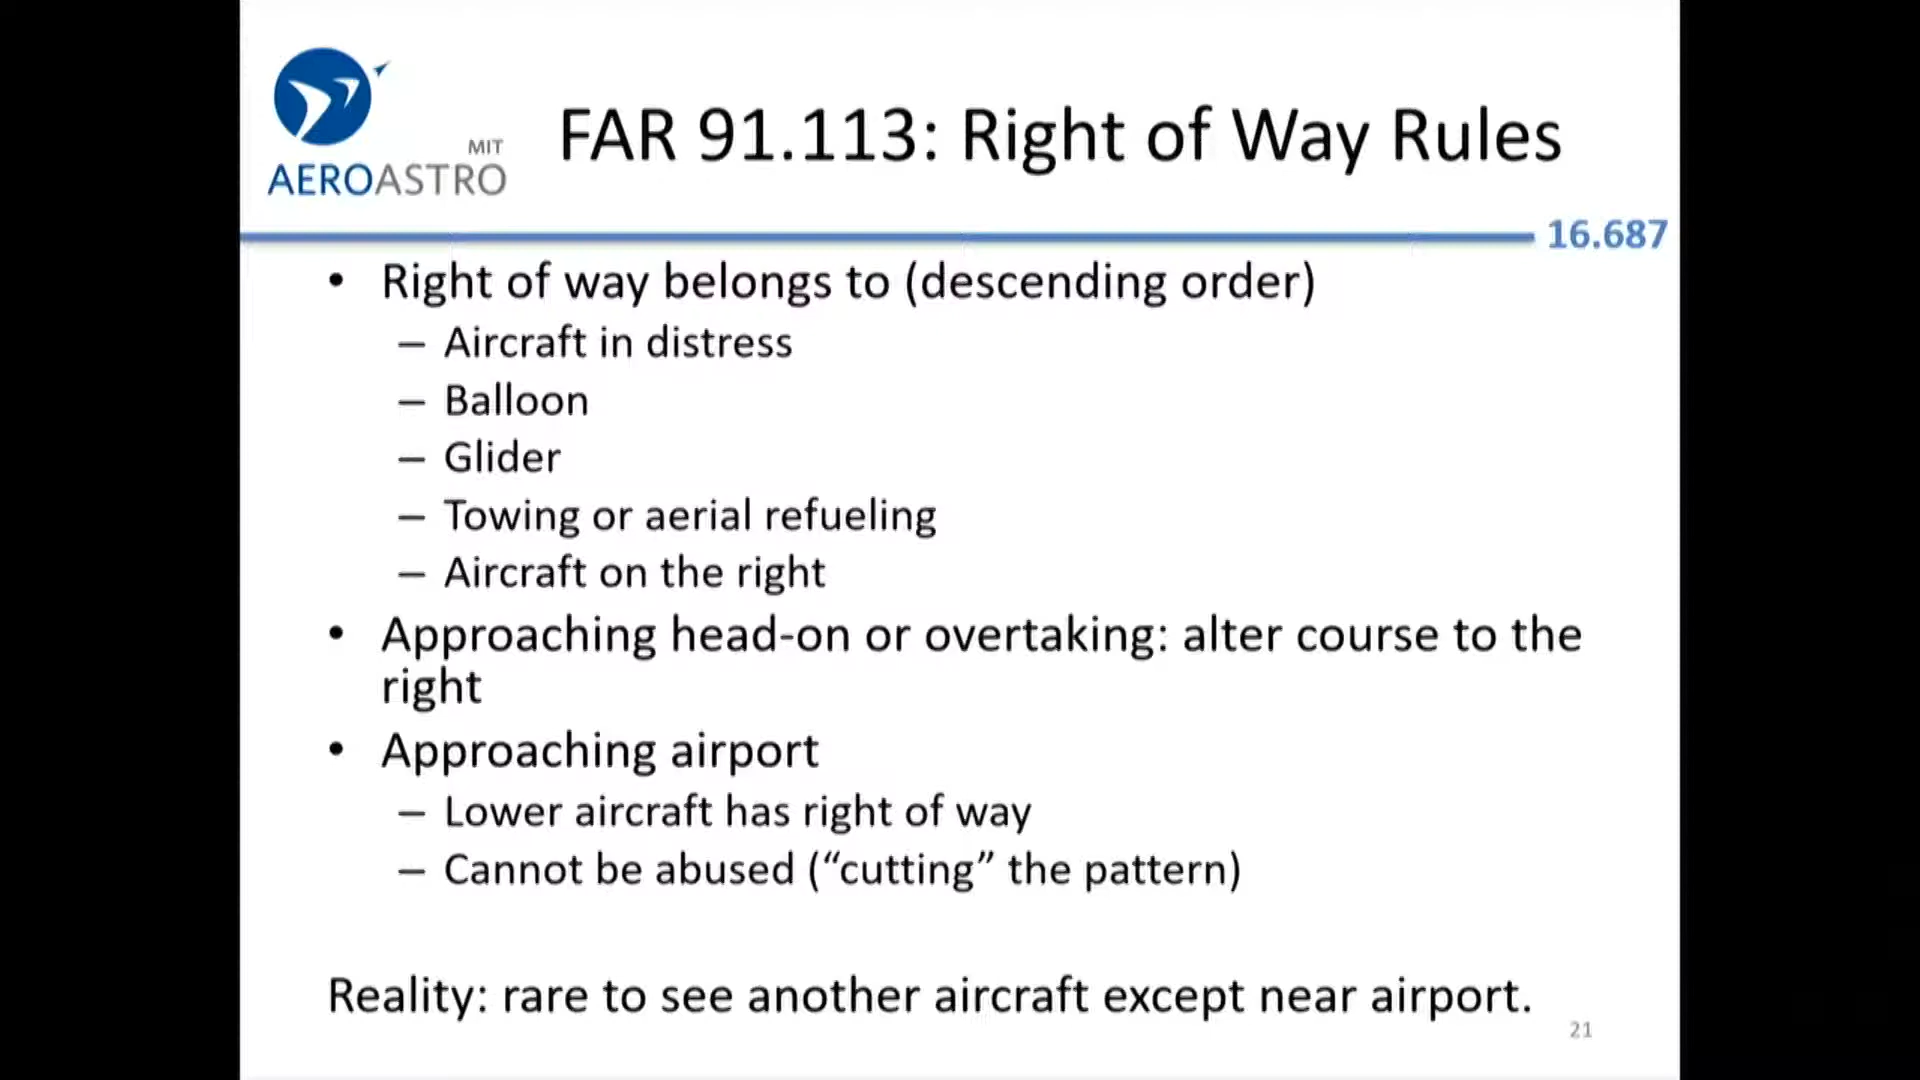 MIT
AEROASTRO
FAR 91.113: Right of Way Rules
16.687
• Right of way belongs to (descending order)
– Aircraft in distress
– Balloon
– Glider
– Towing or aerial refueling
– Aircraft on the right
• Approaching head-on or overtaking: alter course to the
right
• Approaching airport
– Lower aircraft has right of way
– Cannot be abused (“cutting” the pattern)
Reality: rare to see another aircraft except near airport.
21